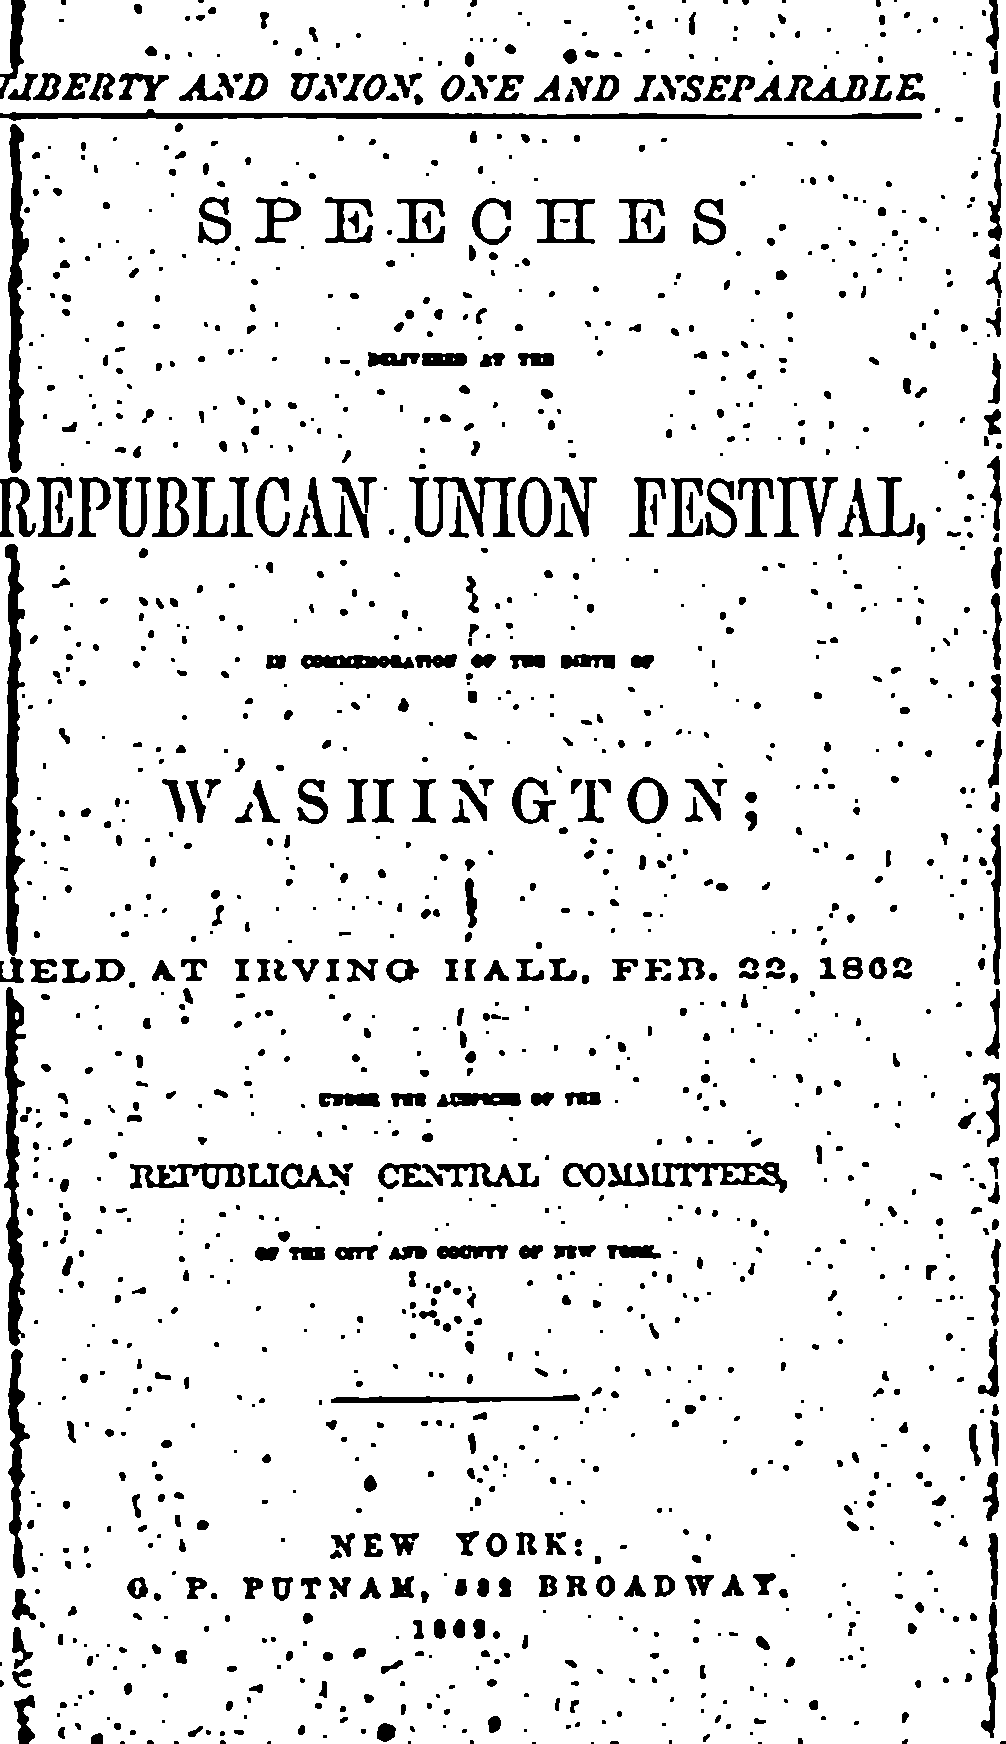 LIBERTY AND UNION, ONE AND INSEPARABLE.
SPEECHES
DELIVERED AT THE
REPUBLICAN UNION FESTIVAL,
IN COMMEMORATION OF THE BIRTH OF
WASHINGTON;
HELD AT IRVING HALL, FEB. 22, 1862
UNDER THE AUSPICES OF THE
REPUBLICAN CENTRAL COMMITTEES,
OF THE CITY AND COUNTY OF NEW YORK.
NEW YORK:
G. P. PUTNAM, 532 BROADWAY.
1862.